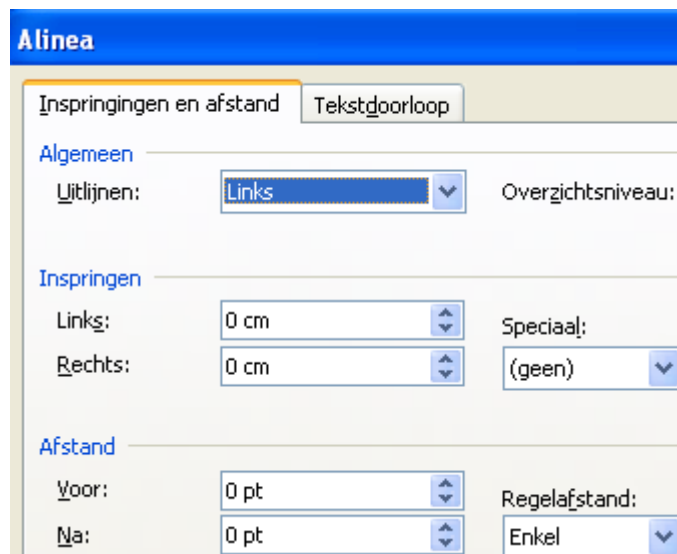 Alinea
Inspringingen en afstand Tekstdoorloop
Algemeen
Uitlijnen: Links Overzichtsniveau:
Inspringen
Links: 0 cm Speciaal:
Rechts: 0 cm (geen)
Afstand
Voor: 0 pt Regelafstand:
Na: 0 pt Enkel